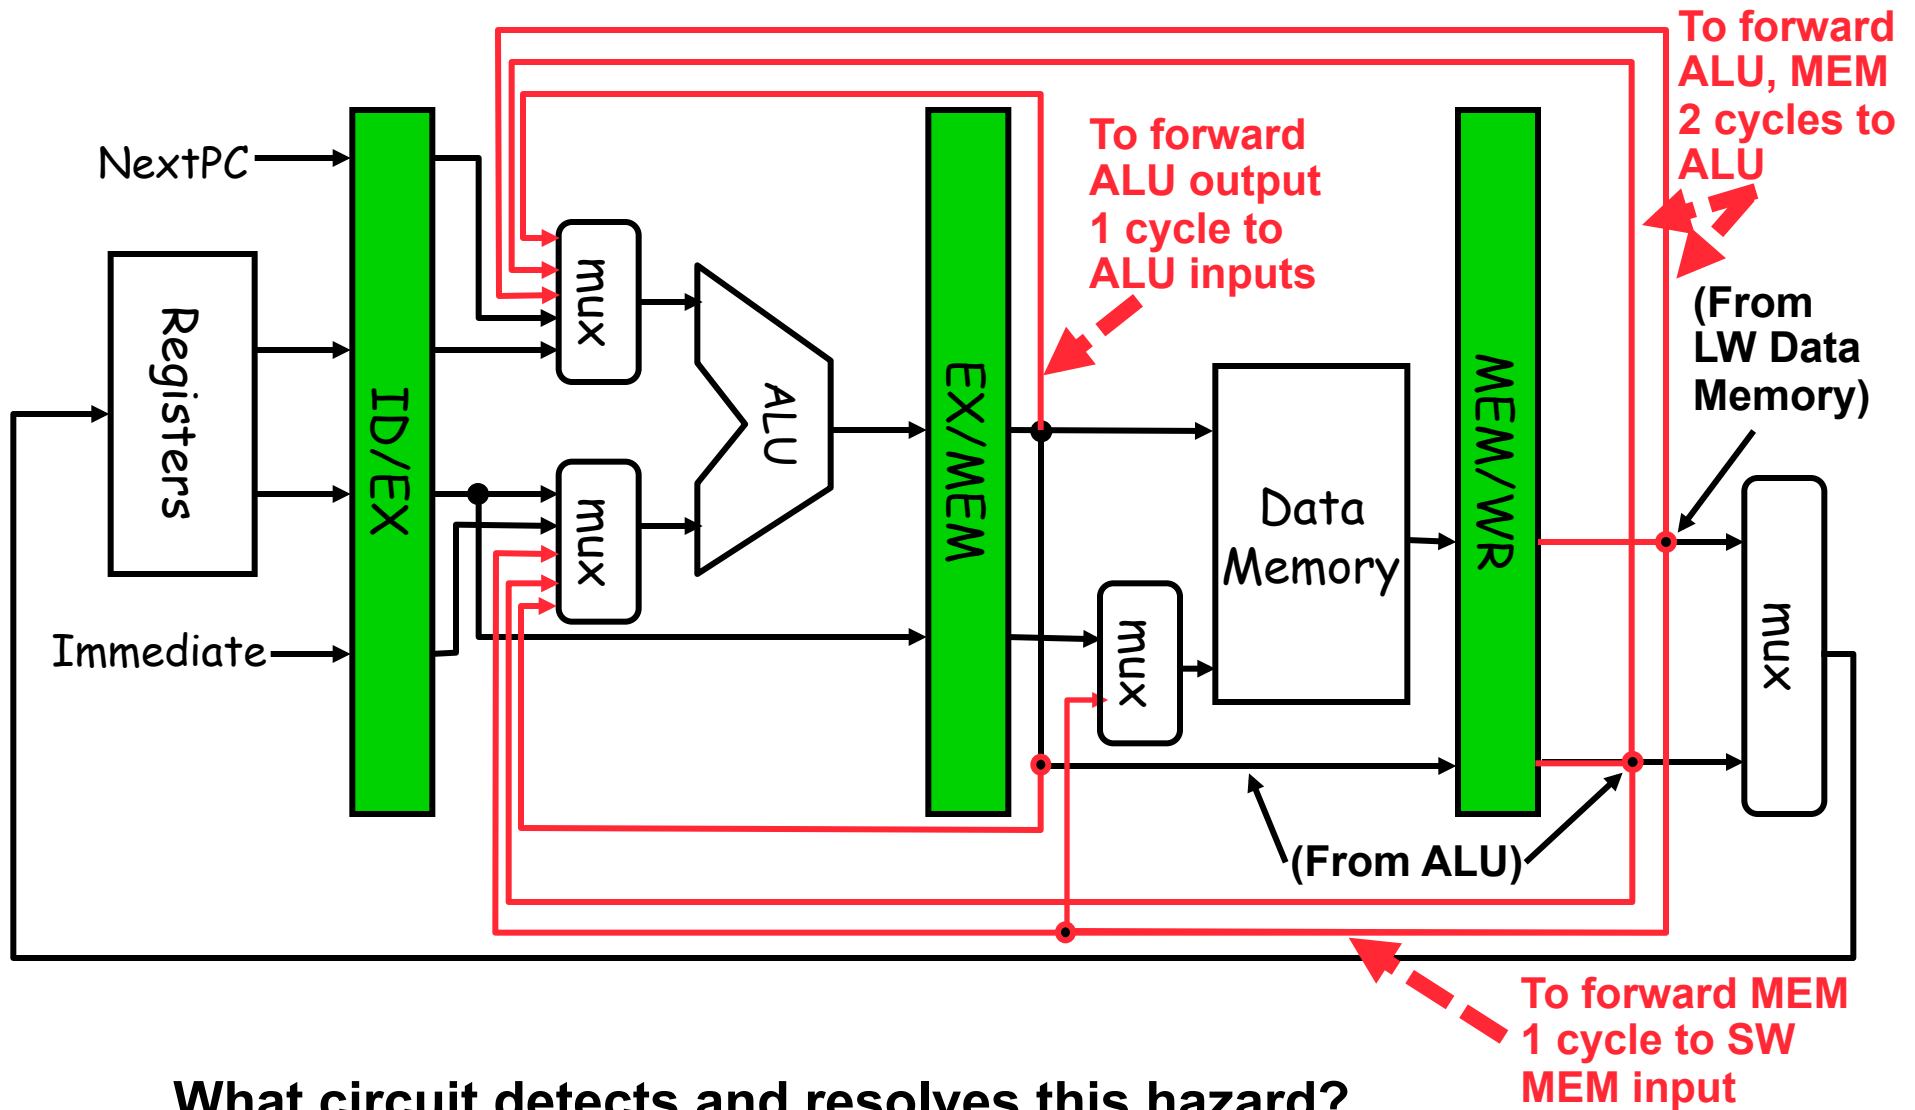 To forward
ALU, MEM
2 cycles to
ALU
To forward
ALU output
1 cycle to
ALU inputs
NextPC
Registers
Immediate
ID/EX
mux
mux
ALU
EX/MEM
mux
Data
Memory
MEM/WR
(From
LW Data
Memory)
mux
(From ALU)
To forward MEM
1 cycle to SW
MEM input
What circuit detects and resolves this hazard?